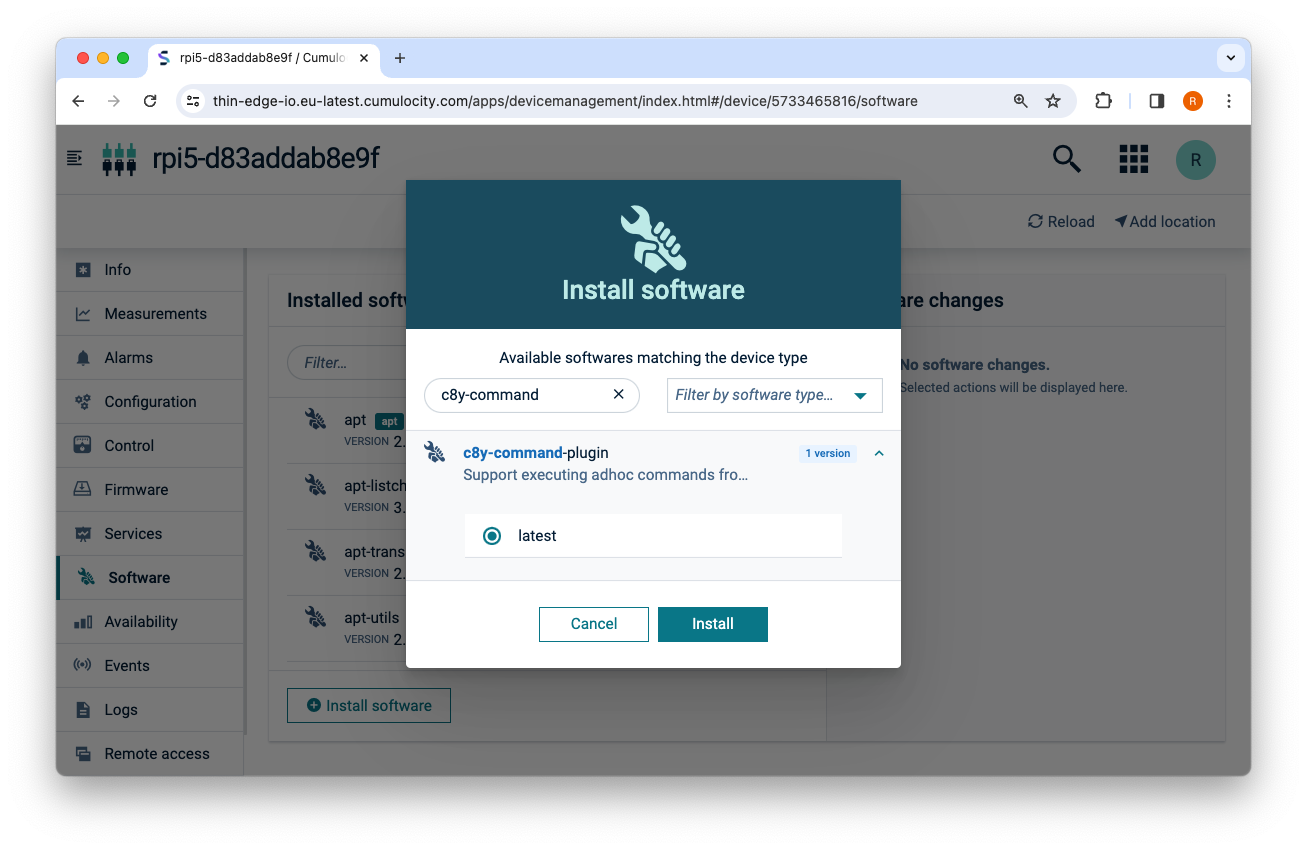 rpi5-d83addab8e9f / Cumulo
thin-edge-io.eu-latest.cumulocity.com/apps/devicemanagement/index.html#/device/5733465816/software
R
rpi5-d83addab8e9f
R
Reload
Add location
Info
Measurements
Alarms
Configuration
Control
Firmware
Services
Software
Availability
Events
Logs
Remote access
Installed softw
Filter...
apt apt
VERSION 2.
apt-listch
VERSION 3.
apt-trans
VERSION 2.
apt-utils
VERSION 2.
Install software
are changes
No software changes.
Selected actions will be displayed here.
Install software
Available softwares matching the device type
c8y-command
Filter by software type...
c8y-command-plugin
1 version
Support executing adhoc commands fro...
latest
Cancel
Install